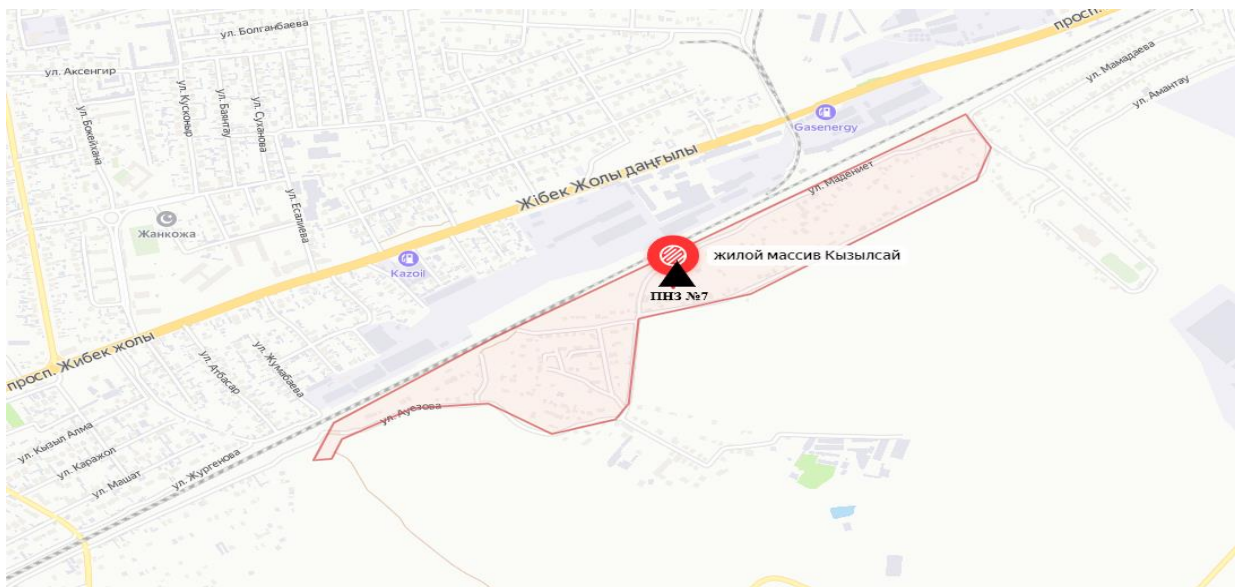 ул. Болганбаева
просп.
ул. Аксенгир
ул. Мамадаева
ул. Амантау
ул. Бокейхана
ул. Кусконыр
ул. Баянтау
ул. Суханова
Gasenergy
Жібек Жолы даңғылы
ул. Мадениет
ул. Есалиева
Жанкожа
жилой массив Кызылсай
Kazoil
ПНЗ №7
просп. Жибек жолы
ул. Атбасар
ул. Жумабаева
ул. Ауезова
ул. Кызыл Алма
ул. Каражол
ул. Машат
ул. Жургенова